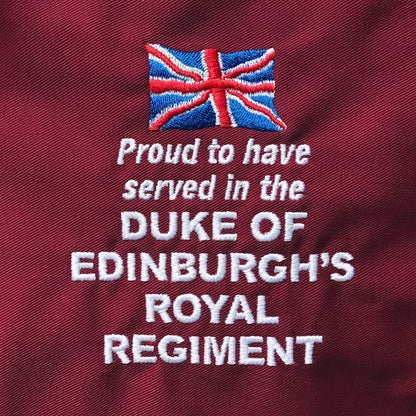 Proud to have
served in the
DUKE OF
EDINBURGH'S
ROYAL
REGIMENT